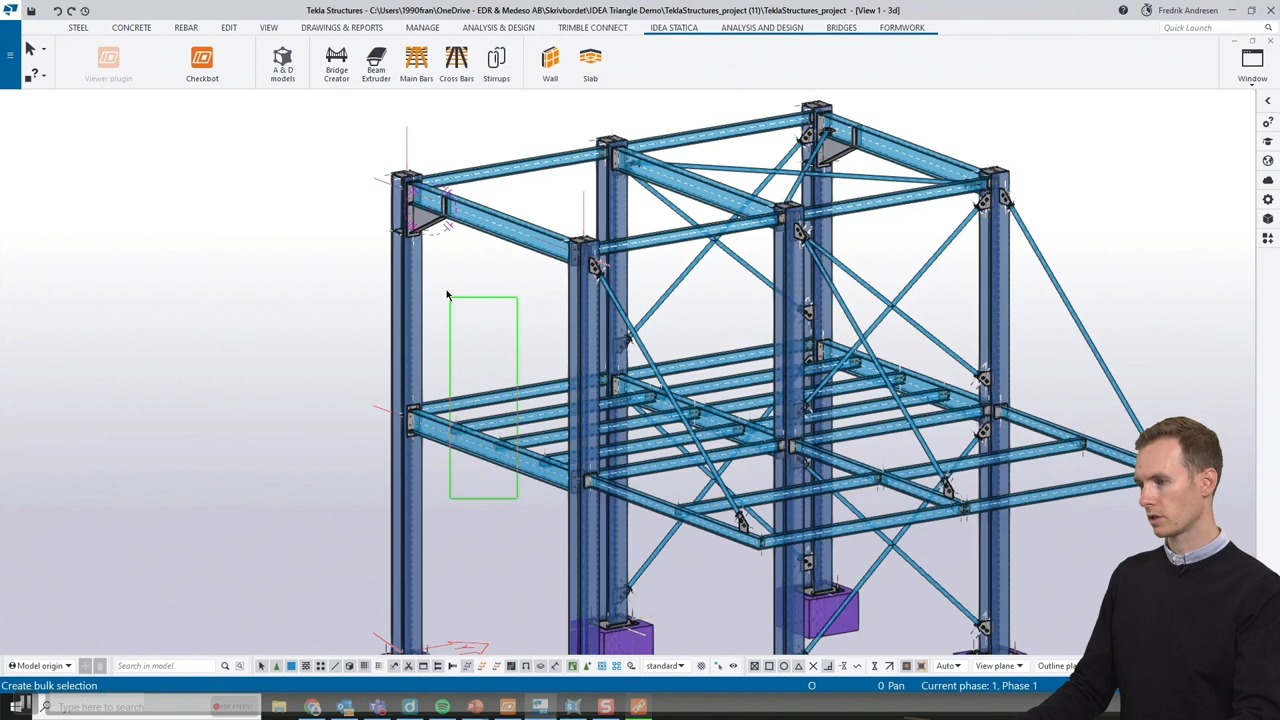 Tekla Structures - C:\Users\1990fran\OneDrive - EDR & Medeso AB\Skrivbordet\IDEA Triangle Demo\TeklaStructures_project (11)\TeklaStructures_project - [View 1 - 3d]
Fredrik Andresen
STEEL CONCRETE REBAR EDIT VIEW DRAWINGS & REPORTS MANAGE ANALYSIS & DESIGN TRIMBLE CONNECT IDEA STATICA ANALYSIS AND DESIGN BRIDGES FORMWORK
Quick Launch
Viewer plugin Checkbot A & D models Bridge Creator Beam Extruder Main Bars Cross Bars Stirrups Wall Slab Window
Model origin Search in model standard Auto View plane Outline
Create bulk selection O 0 Pan Current phase: 1, Phase 1
Type here to search